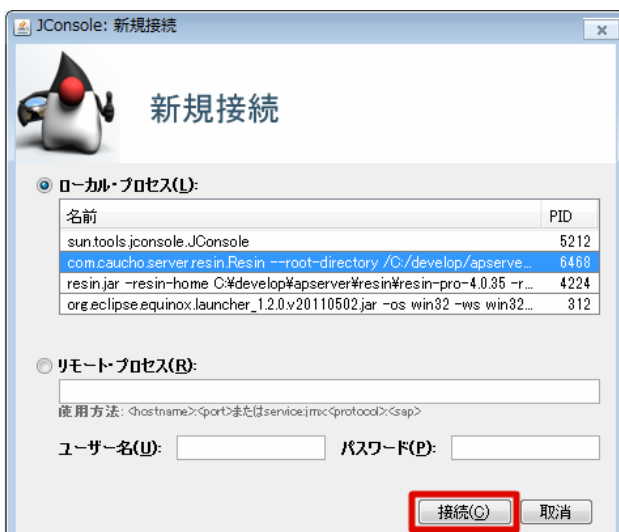 JConsole: 新規接続
新規接続
ローカル・プロセス(L):
名前 PID
sun.tools.jconsole.JConsole 5212
com.caucho.server.resin.Resin --root-directory /C:/develop/apserve... 6468
resin.jar -resin-home C:¥develop¥apserver¥resin¥resin-pro-4.0.35 -r... 4224
org.eclipse.equinox.launcher_1.2.0.v20110502.jar -os win32 -ws win32... 312
リモート・プロセス(R):
使用方法: <hostname>:<port>またはservice:jmx:<protocol>:<sap>
ユーザー名(U): パスワード(P):
接続(C) 取消